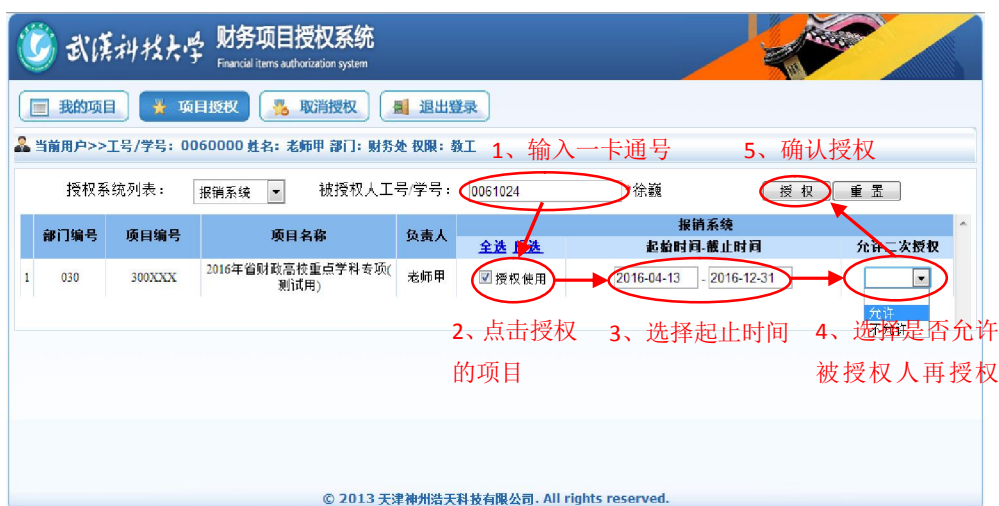 武汉科技大学 财务项目授权系统
Financial items authorization system
我的项目 项目授权 取消授权 退出登录
当前用户>>工号/学号: 0060000 姓名: 老师甲 部门: 财务处 权限: 教工
1、输入一卡通号 5、确认授权
授权系统列表: 报销系统 被授权人工号/学号: 0061024 *徐巍 授 权 重 置
报销系统
部门编号 项目编号 项目名称 负责人 全选 反选 起始时间-截止时间 允许二次授权
1 030 300XXX 2016年省财政高校重点学科专项(
测试用) 老师甲 授权使用 2016-04-13 - 2016-12-31
允许
不允许
2、点击授权
的项目
3、选择起止时间
4、选择是否允许
被授权人再授权
© 2013 天津神州浩天科技有限公司. All rights reserved.